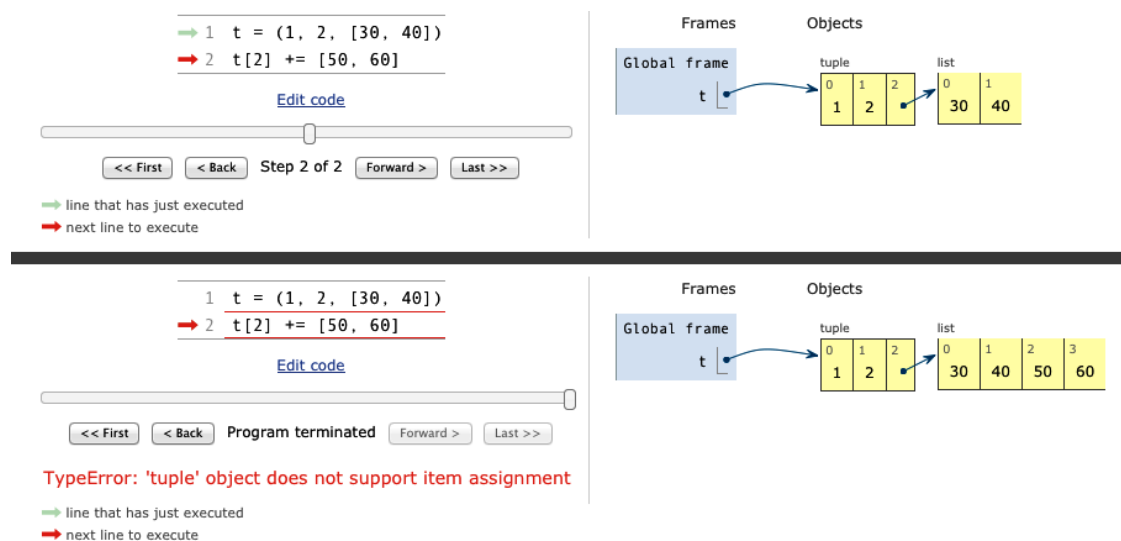 1 t = (1, 2, [30, 40])
2 t[2] += [50, 60]
Edit code
<< First < Back Step 2 of 2 Forward > Last >>
line that has just executed
next line to execute
Frames Objects
Global frame
t
tuple
0 1 2
1 2
list
0 1
30 40
1 t = (1, 2, [30, 40])
2 t[2] += [50, 60]
Edit code
<< First < Back Program terminated Forward > Last >>
TypeError: 'tuple' object does not support item assignment
line that has just executed
next line to execute
Frames Objects
Global frame
t
tuple
0 1 2
1 2
list
0 1 2 3
30 40 50 60